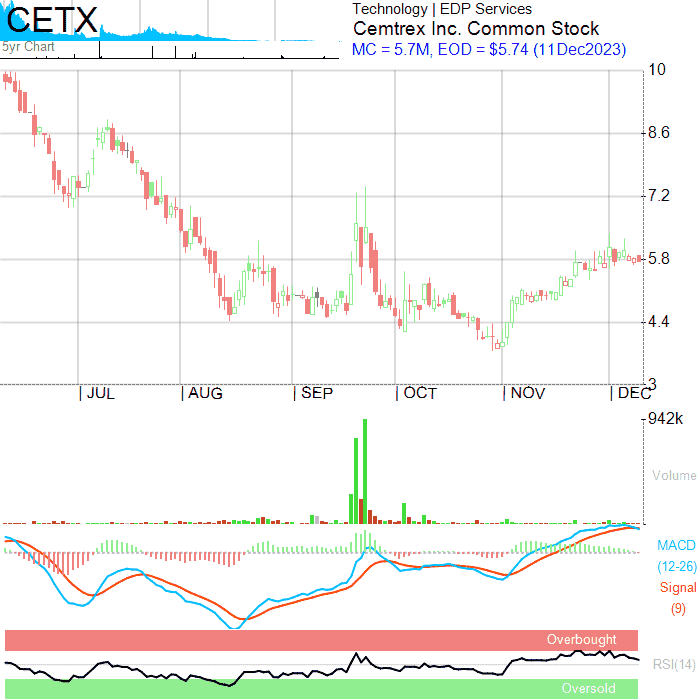 CETX
5yr Chart
Technology | EDP Services
Cemtrex Inc. Common Stock
MC = 5.7M, EOD = $5.74 (11Dec2023)
10
8.6
7.2
5.8
4.4
3
JUL AUG SEP OCT NOV DEC
942k
Volume
MACD
(12-26)
Signal
(9)
Overbought
RSI(14)
Oversold